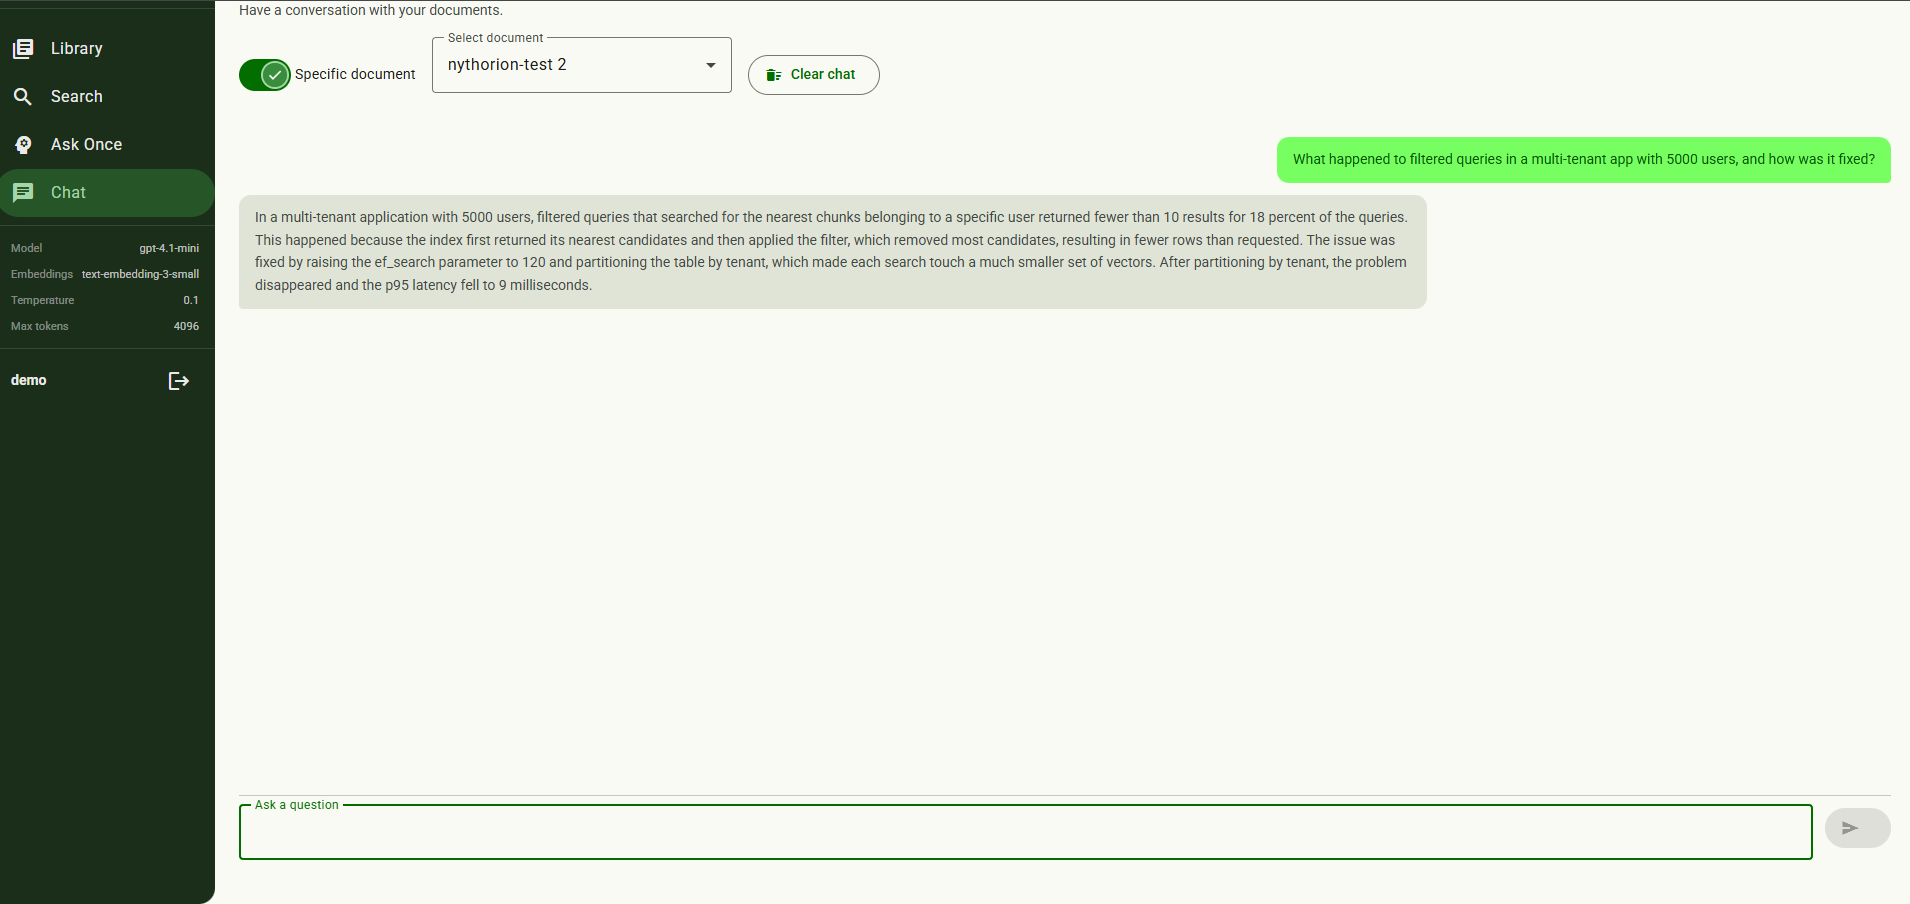 Have a conversation with your documents.
Library
Search
Ask Once
Chat
Model gpt-4.1-mini
Embeddings text-embedding-3-small
Temperature 0.1
Max tokens 4096
demo
Specific document
Select document
nythorion-test 2
Clear chat
What happened to filtered queries in a multi-tenant app with 5000 users, and how was it fixed?
In a multi-tenant application with 5000 users, filtered queries that searched for the nearest chunks belonging to a specific user returned fewer than 10 results for 18 percent of the queries.
This happened because the index first returned its nearest candidates and then applied the filter, which removed most candidates, resulting in fewer rows than requested. The issue was
fixed by raising the ef_search parameter to 120 and partitioning the table by tenant, which made each search touch a much smaller set of vectors. After partitioning by tenant, the problem
disappeared and the p95 latency fell to 9 milliseconds.
Ask a question